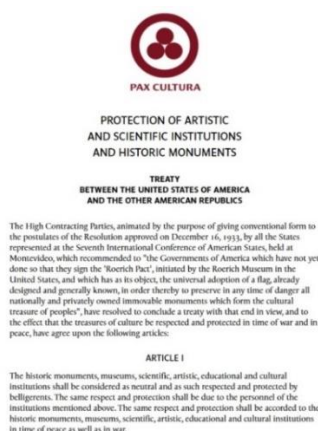 PAX CULTURA
PROTECTION OF ARTISTIC
AND SCIENTIFIC INSTITUTIONS
AND HISTORIC MONUMENTS
TREATY
BETWEEN THE UNITED STATES OF AMERICA
AND THE OTHER AMERICAN REPUBLICS
The High Contracting Parties, animated by the purpose of giving conventional form to
the postulates of the Resolution approved on December 16, 1933, by all the States
represented at the Seventh International Conference of American States, held at
Montevideo, which recommended to "the Governments of America which have not yet
done so that they sign the 'Roerich Pact', initiated by the Roerich Museum in the
United States, and which has as its object, the universal adoption of a flag, already
designed and generally known, in order thereby to preserve in any time of danger all
nationally and privately owned immovable monuments which form the cultural
treasure of peoples", have resolved to conclude a treaty with that end in view, and to
the effect that the treasures of culture be respected and protected in time of war and in
peace, have agree upon the following articles:
ARTICLE I
The historic monuments, museums, scientific, artistic, educational and cultural
institutions shall be considered as neutral and as such respected and protected by
belligerents. The same respect and protection shall be due to the personnel of the
institutions mentioned above. The same respect and protection shall be accorded to the
historic monuments, museums, scientific, artistic, educational and cultural institutions
in time of peace as well as in war.